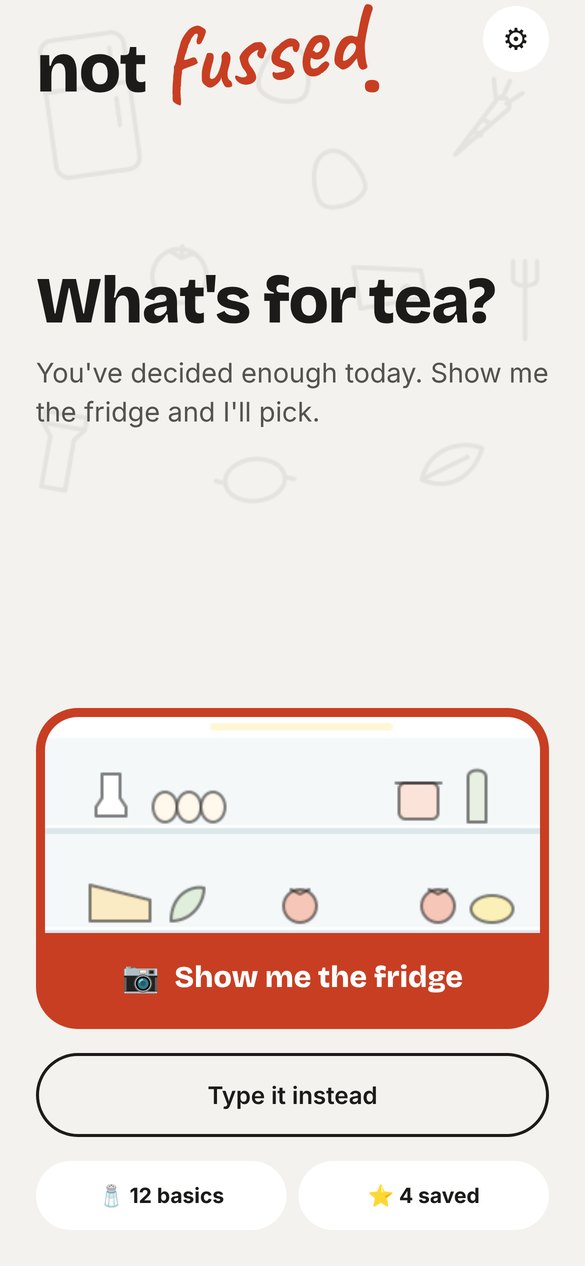 not fussed.
What's for tea?
You've decided enough today. Show me
the fridge and I'll pick.
Show me the fridge
Type it instead
12 basics
4 saved